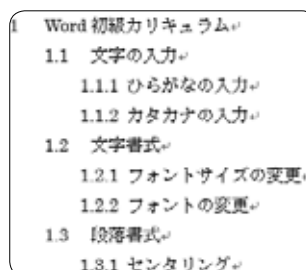 1 Word 初級カリキュラム
1.1 文字の入力
1.1.1 ひらがなの入力
1.1.2 カタカナの入力
1.2 文字書式
1.2.1 フォントサイズの変更
1.2.2 フォントの変更
1.3 段落書式
1.3.1 センタリング